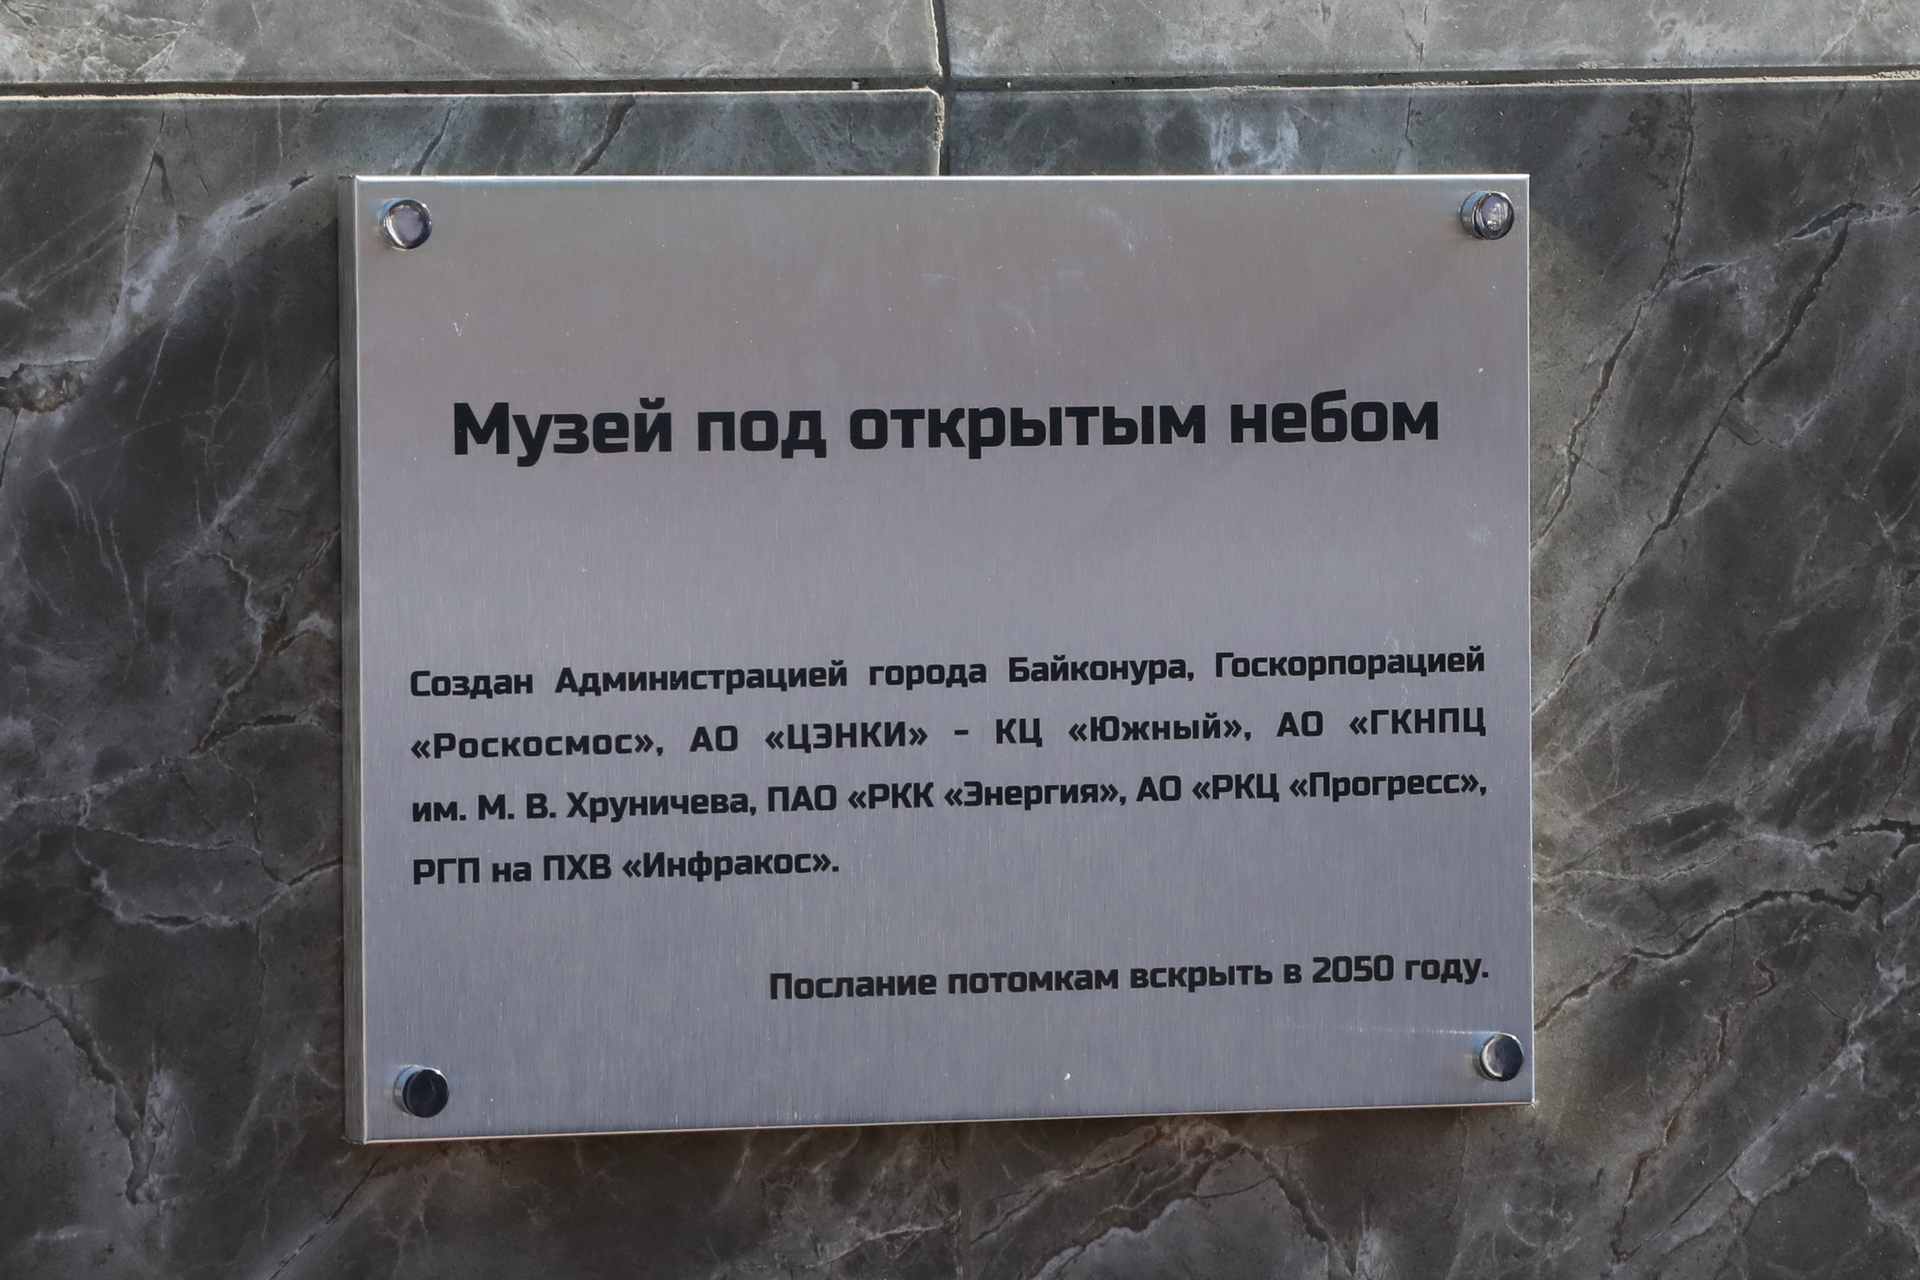 Музей под открытым небом
Создан Администрацией города Байконура, Госкорпорацией
«Роскосмос», АО «ЦЭНКИ» - КЦ «Южный», АО «ГКНПЦ
им. М. В. Хруничева, ПАО «РКК «Энергия», АО «РКЦ «Прогресс»,
РГП на ПХВ «Инфракос».
Послание потомкам вскрыть в 2050 году.